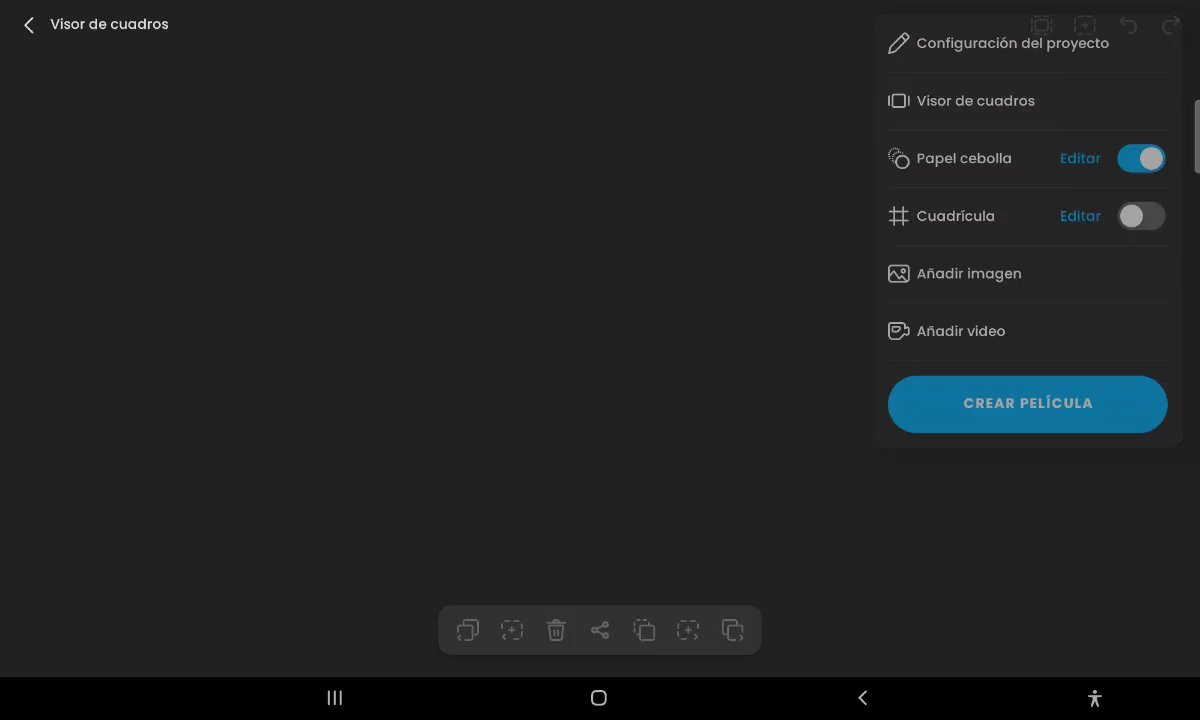 Visor de cuadros
Configuración del proyecto
Visor de cuadros
Papel cebolla Editar
Cuadrícula Editar
Añadir imagen
Añadir video
CREAR PELÍCULA